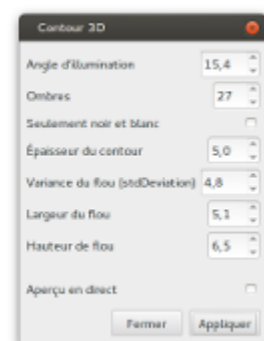 Contour 3D
Angle d'illumination 15,4
Ombres 27
Seulement noir et blanc
Épaisseur du contour 5,0
Variance du flou (stdDeviation) 4,8
Largeur du flou 5,1
Hauteur de flou 6,5
Aperçu en direct
Fermer Appliquer